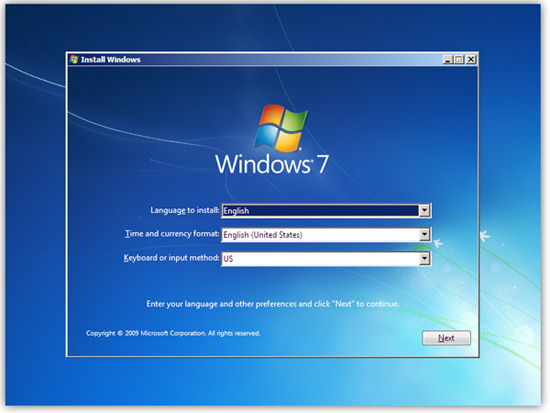 Install Windows
Windows® 7
Language to install: English
Time and currency format: English (United States)
Keyboard or input method: US
Enter your language and other preferences and click "Next" to continue.
Copyright © 2009 Microsoft Corporation. All rights reserved.
Next